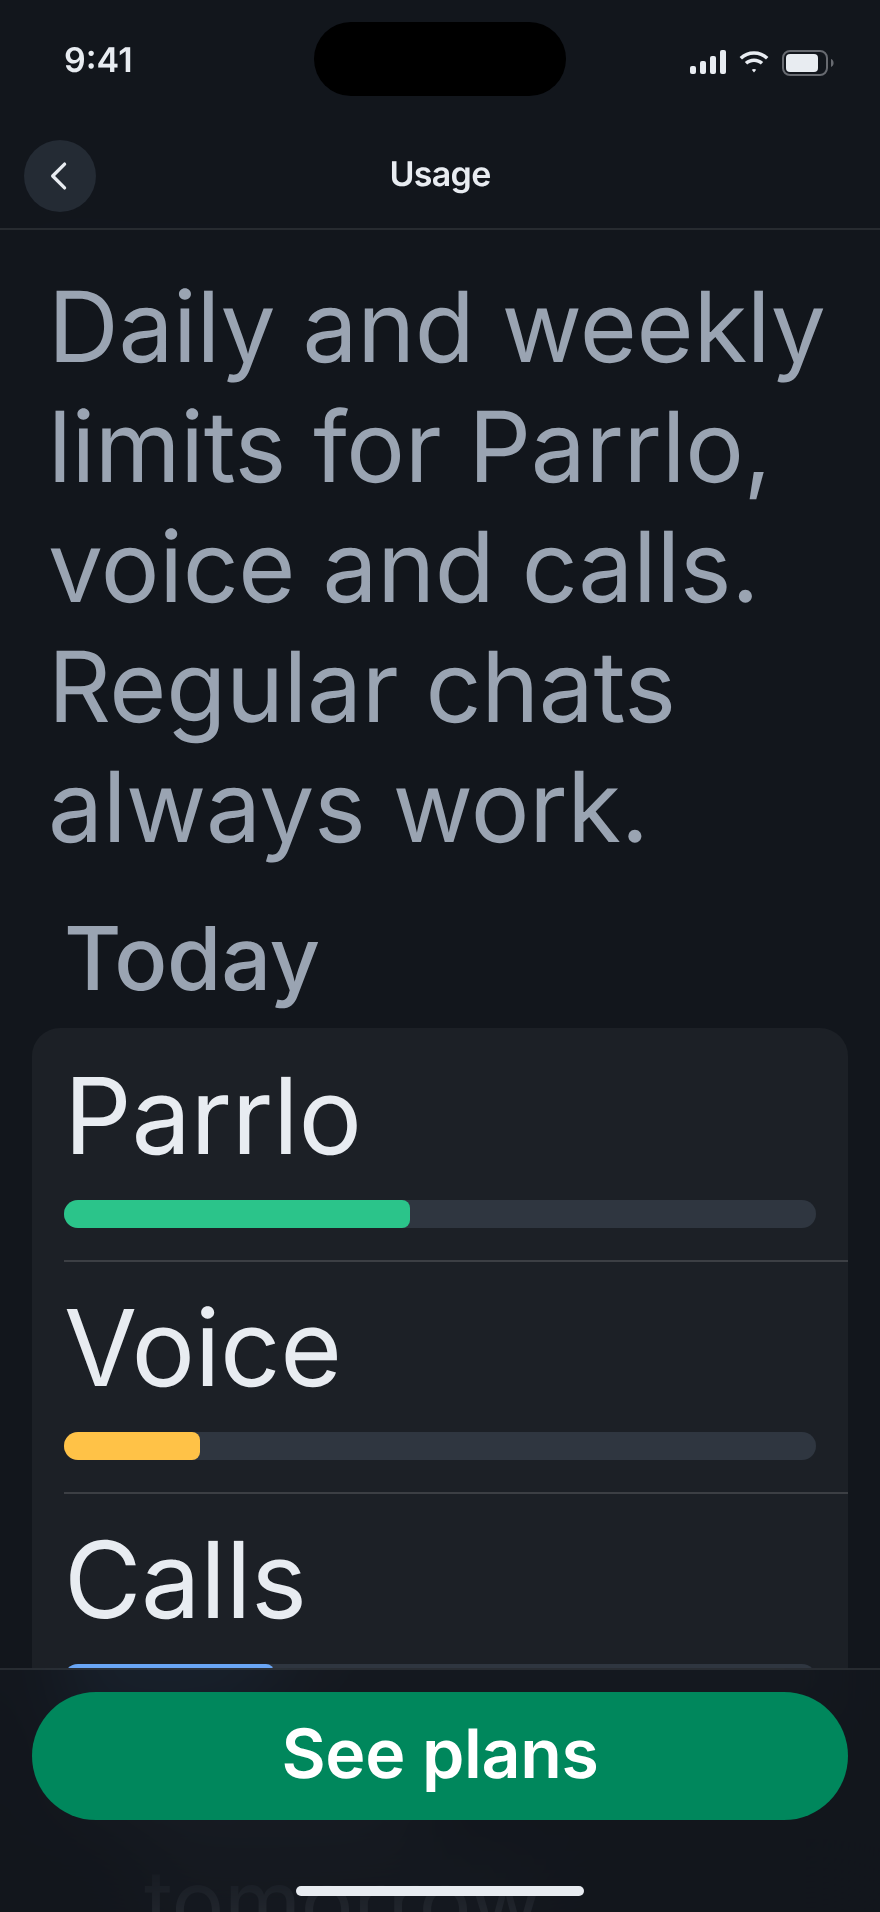 9:41
Usage
Daily and weekly
limits for Parrlo,
voice and calls.
Regular chats
always work.
Today
Parrlo
Voice
Calls
See plans
tomorrow